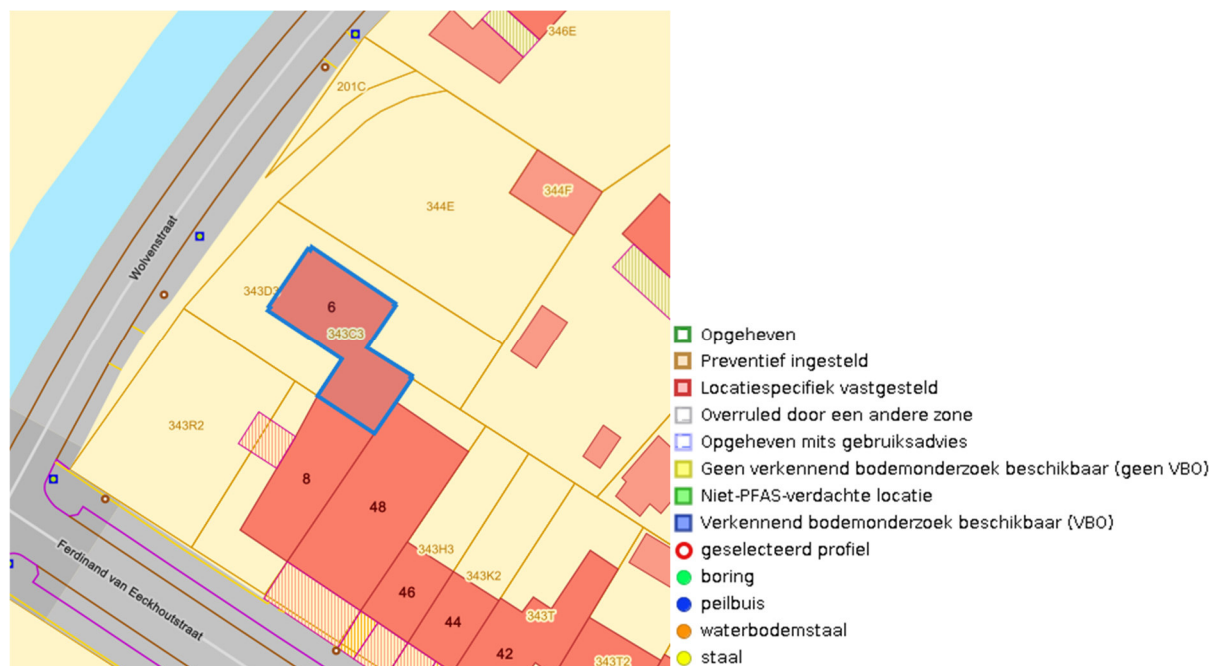 346E
201C
344F
344E
Wolvenstraat
343D3
6
343C3
343R2
8
48
343H3
343K2
46
44
42
343T
343T2
Ferdinand van Eeckhoutstraat
Opgeheven
Preventief ingesteld
Locatiespecifiek vastgesteld
Overruled door een andere zone
Opgeheven mits gebruiksadvies
Geen verkennend bodemonderzoek beschikbaar (geen VBO)
Niet-PFAS-verdachte locatie
Verkennend bodemonderzoek beschikbaar (VBO)
geselecteerd profiel
boring
peilbuis
waterbodemstaal
staal